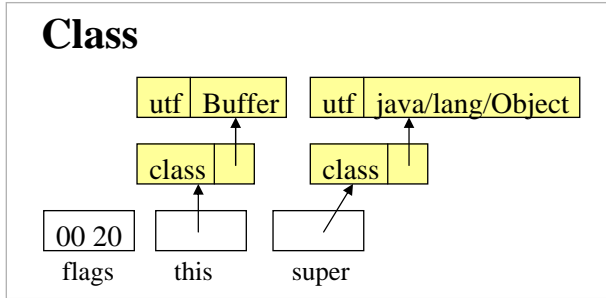 Class
utf Buffer utf java/lang/Object
class class
00 20
flags this super